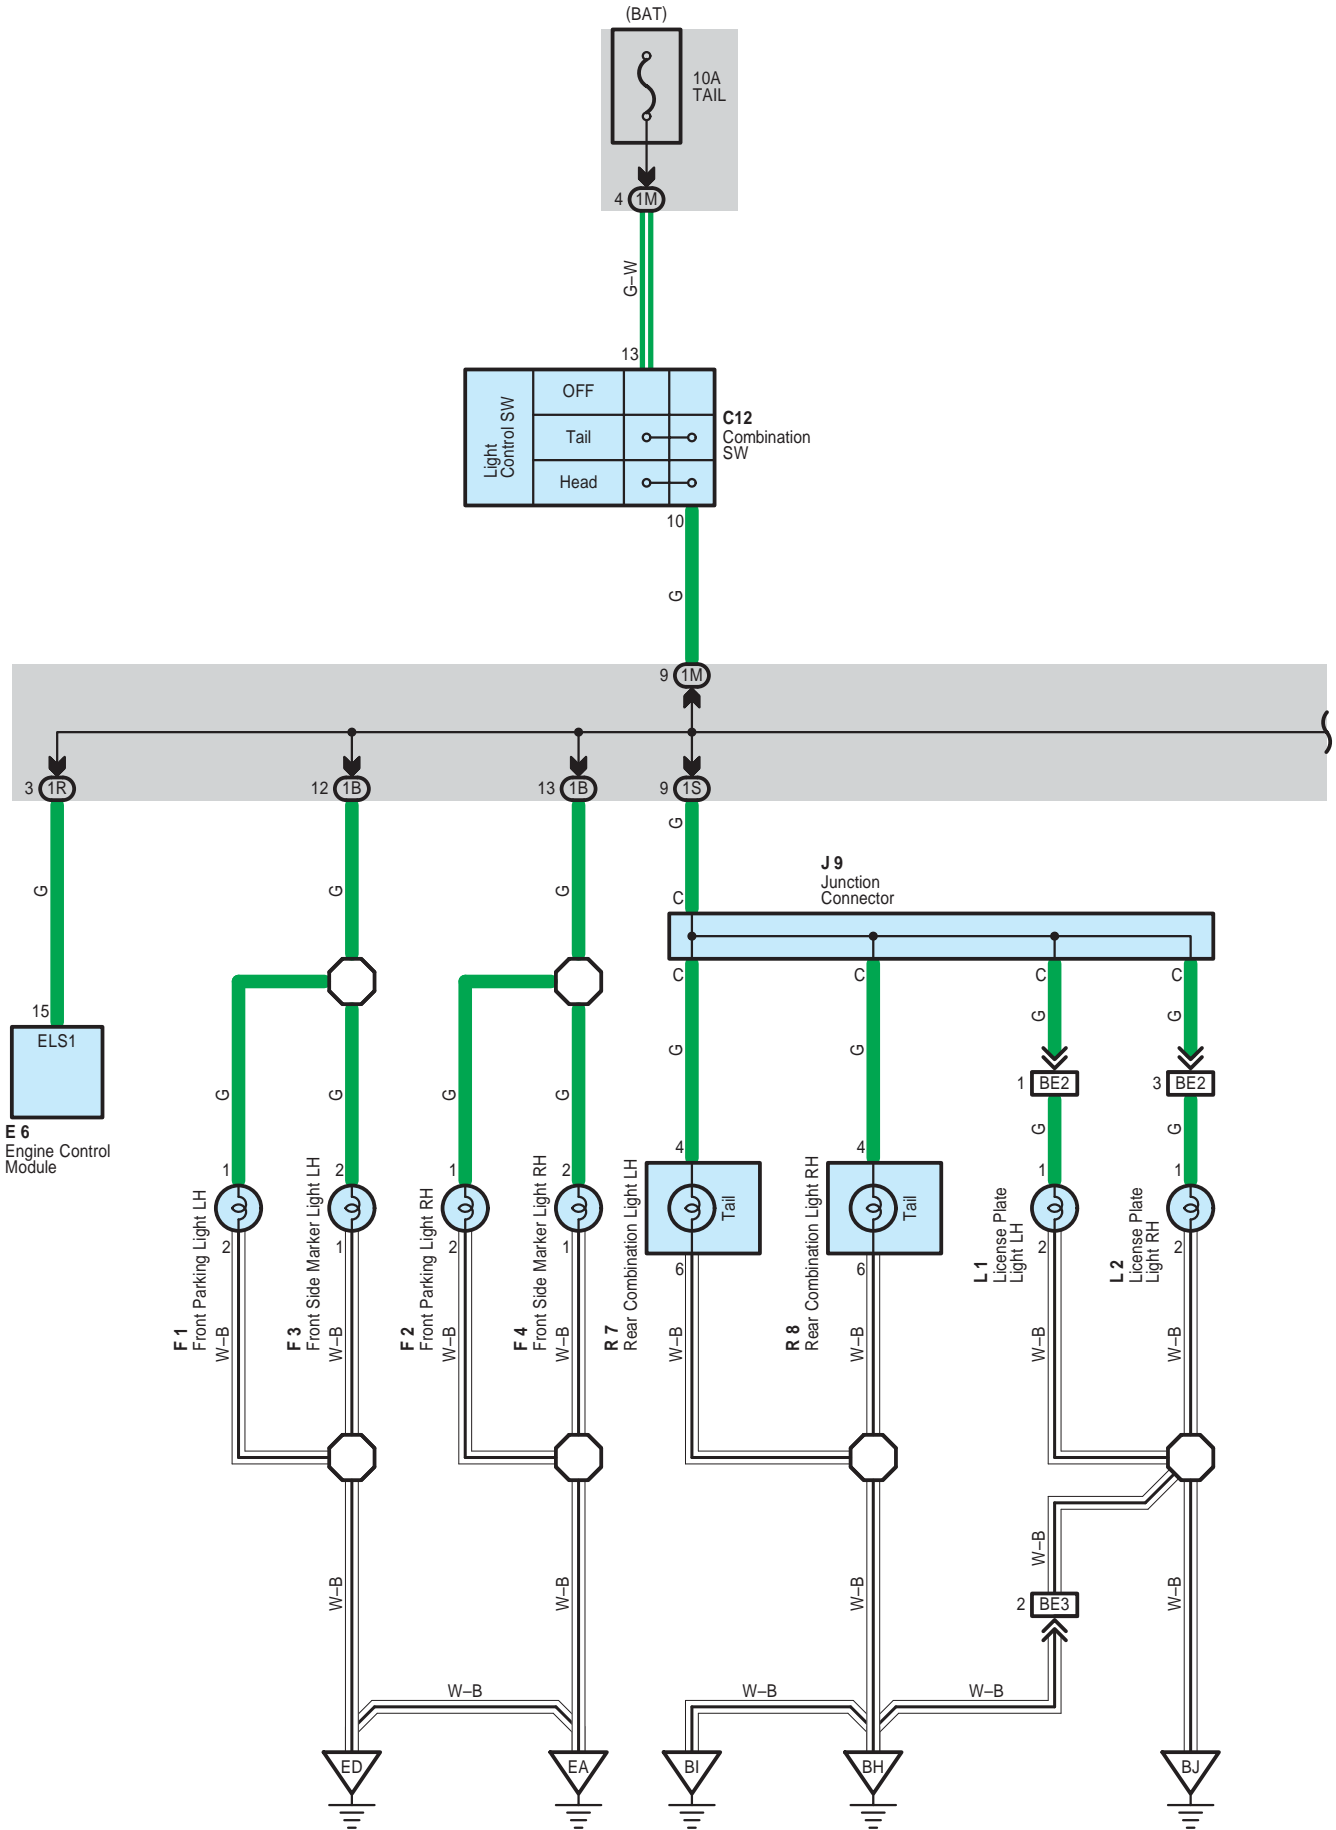 (BAT)
10A
TAIL
4 1M
G–W
13
Light
Control SW
OFF
Tail
Head
C12
Combination
SW
10
G
9 1M
3 1R
12 1B
13 1B
9 1S
G
G
G
G
C
J 9
Junction
Connector
C
C
C
C
15
ELS1
E 6
Engine Control
Module
G
G
G
G
G
G
G
G
1 BE2
3 BE2
G
G
1
2
1
2
4
4
1
1
Tail
Tail
2
1
2
1
6
6
2
2
F 1
Front Parking Light LH
F 3
Front Side Marker Light LH
F 2
Front Parking Light RH
F 4
Front Side Marker Light RH
R 7
Rear Combination Light LH
R 8
Rear Combination Light RH
L 1
License Plate
Light LH
L 2
License Plate
Light RH
W–B
W–B
W–B
W–B
W–B
W–B
W–B
W–B
W–B
W–B
W–B
W–B
W–B
2 BE3
W–B
W–B
W–B
ED
EA
BI
BH
BJ